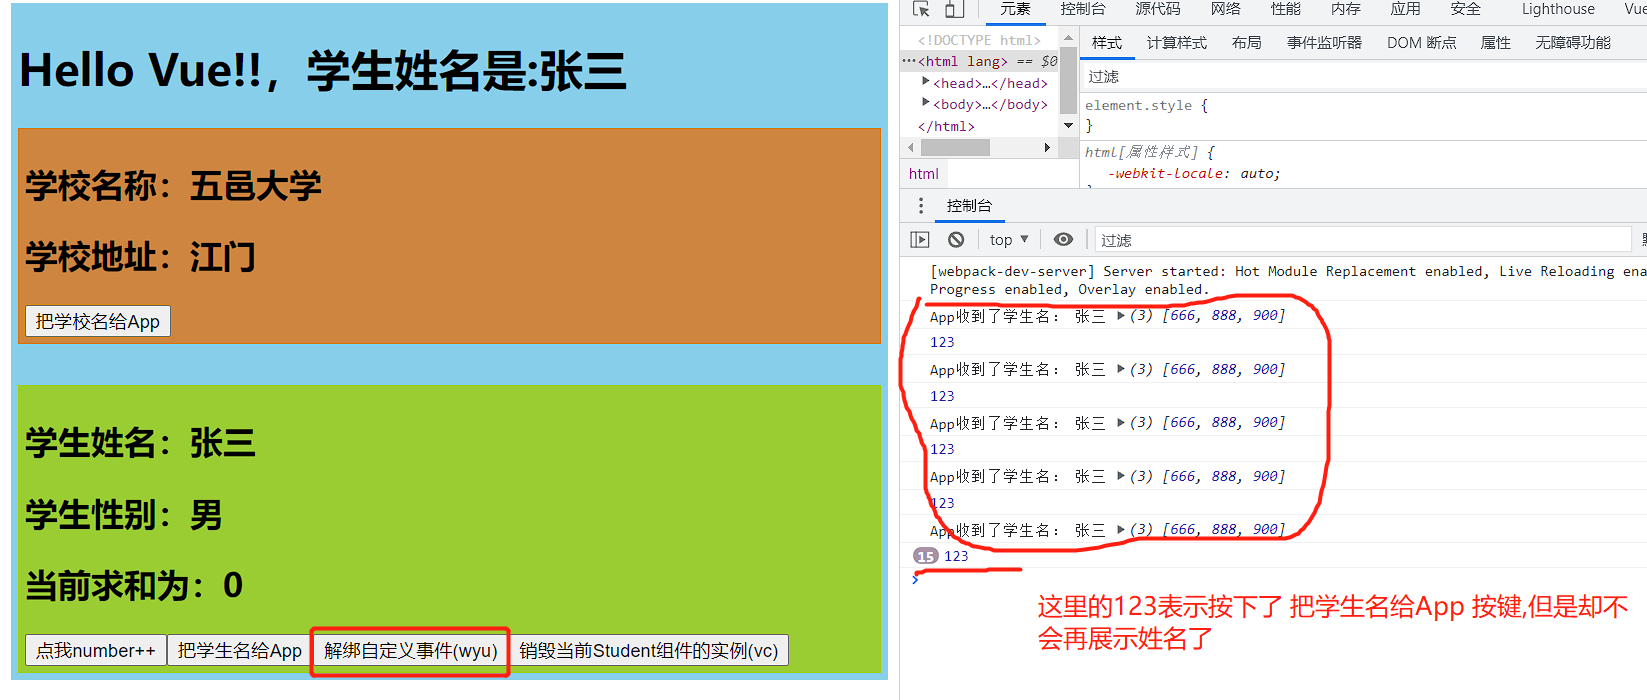 Hello Vue!!，学生姓名是:张三
学校名称：五邑大学
学校地址：江门
把学校名给App
学生姓名：张三
学生性别：男
当前求和为：0
点我number++ 把学生名给App 解绑自定义事件(wyu) 销毁当前Student组件的实例(vc)
元素 控制台 源代码 网络 性能 内存 应用 安全 Lighthouse Vue
<!DOCTYPE html>
···<html lang> == $0
▶<head>…</head>
▶<body>…</body>
</html>
html
样式 计算样式 布局 事件监听器 DOM 断点 属性 无障碍功能
过滤
element.style {
}
html[属性样式] {
-webkit-locale: auto;
控制台
top ▼ 过滤
[webpack-dev-server] Server started: Hot Module Replacement enabled, Live Reloading ena
Progress enabled, Overlay enabled.
App收到了学生名： 张三 ▶(3) [666, 888, 900]
123
App收到了学生名： 张三 ▶(3) [666, 888, 900]
123
App收到了学生名： 张三 ▶(3) [666, 888, 900]
123
App收到了学生名： 张三 ▶(3) [666, 888, 900]
123
App收到了学生名： 张三 ▶(3) [666, 888, 900]
15 123
>
这里的123表示按下了 把学生名给App 按键,但是却不
会再展示姓名了